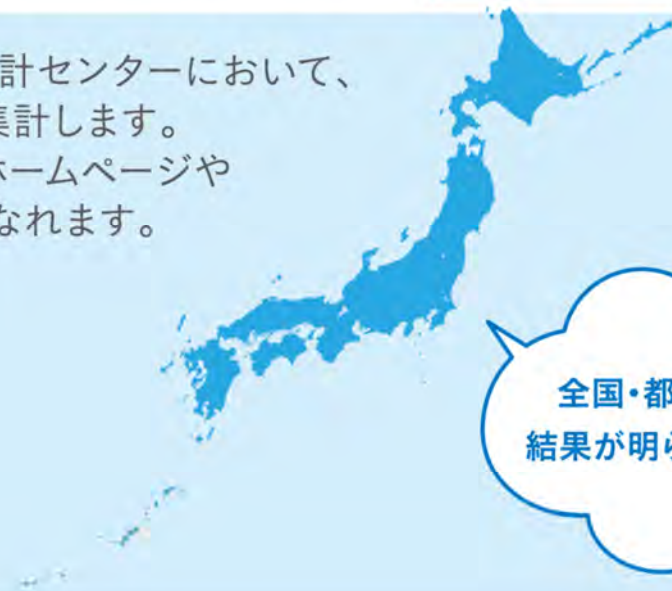 計センターにおいて、
集計します。
ホームページや
なれます。
全国・都
結果が明ら